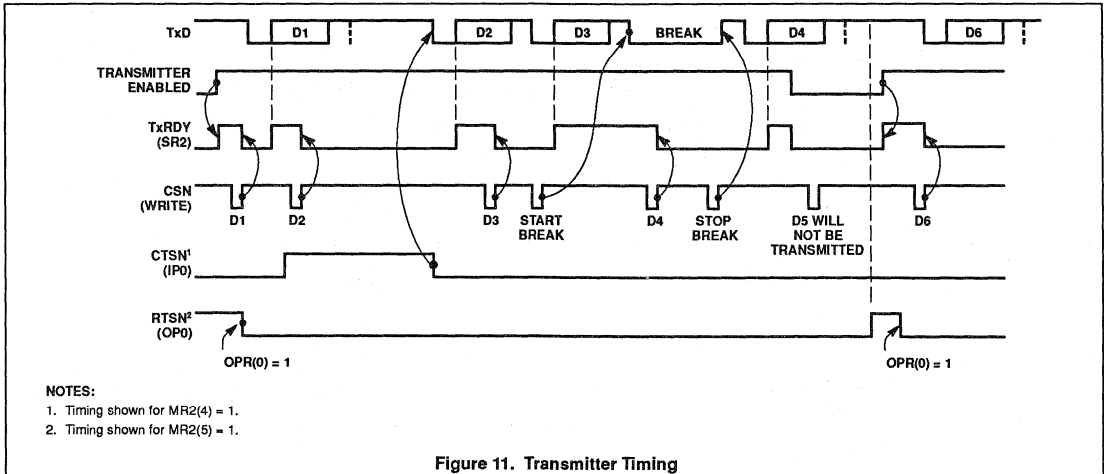 TxD
D1
D2
D3
BREAK
D4
D6
TRANSMITTER
ENABLED
TxRDY
(SR2)
CSN
(WRITE)
D1
D2
D3
START
BREAK
D4
STOP
BREAK
D5 WILL
NOT BE
TRANSMITTED
D6
CTSN¹
(IP0)
RTSN²
(OP0)
OPR(0) = 1
OPR(0) = 1
NOTES:
1. Timing shown for MR2(4) = 1.
2. Timing shown for MR2(5) = 1.
Figure 11. Transmitter Timing